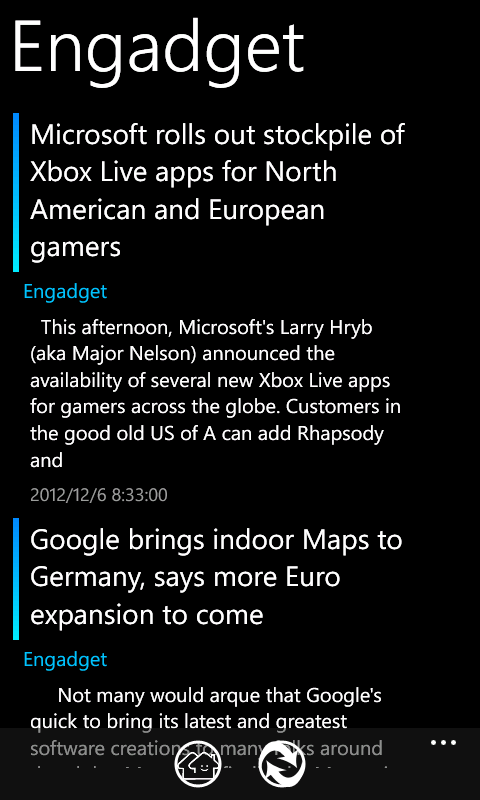 Engadget
Microsoft rolls out stockpile of
Xbox Live apps for North
American and European
gamers
Engadget
This afternoon, Microsoft's Larry Hryb
(aka Major Nelson) announced the
availability of several new Xbox Live apps
for gamers across the globe. Customers in
the good old US of A can add Rhapsody
and
2012/12/6 8:33:00
Google brings indoor Maps to
Germany, says more Euro
expansion to come
Engadget
Not many would arque that Google's
quick to bring its latest and greatest
software creations to many folks around